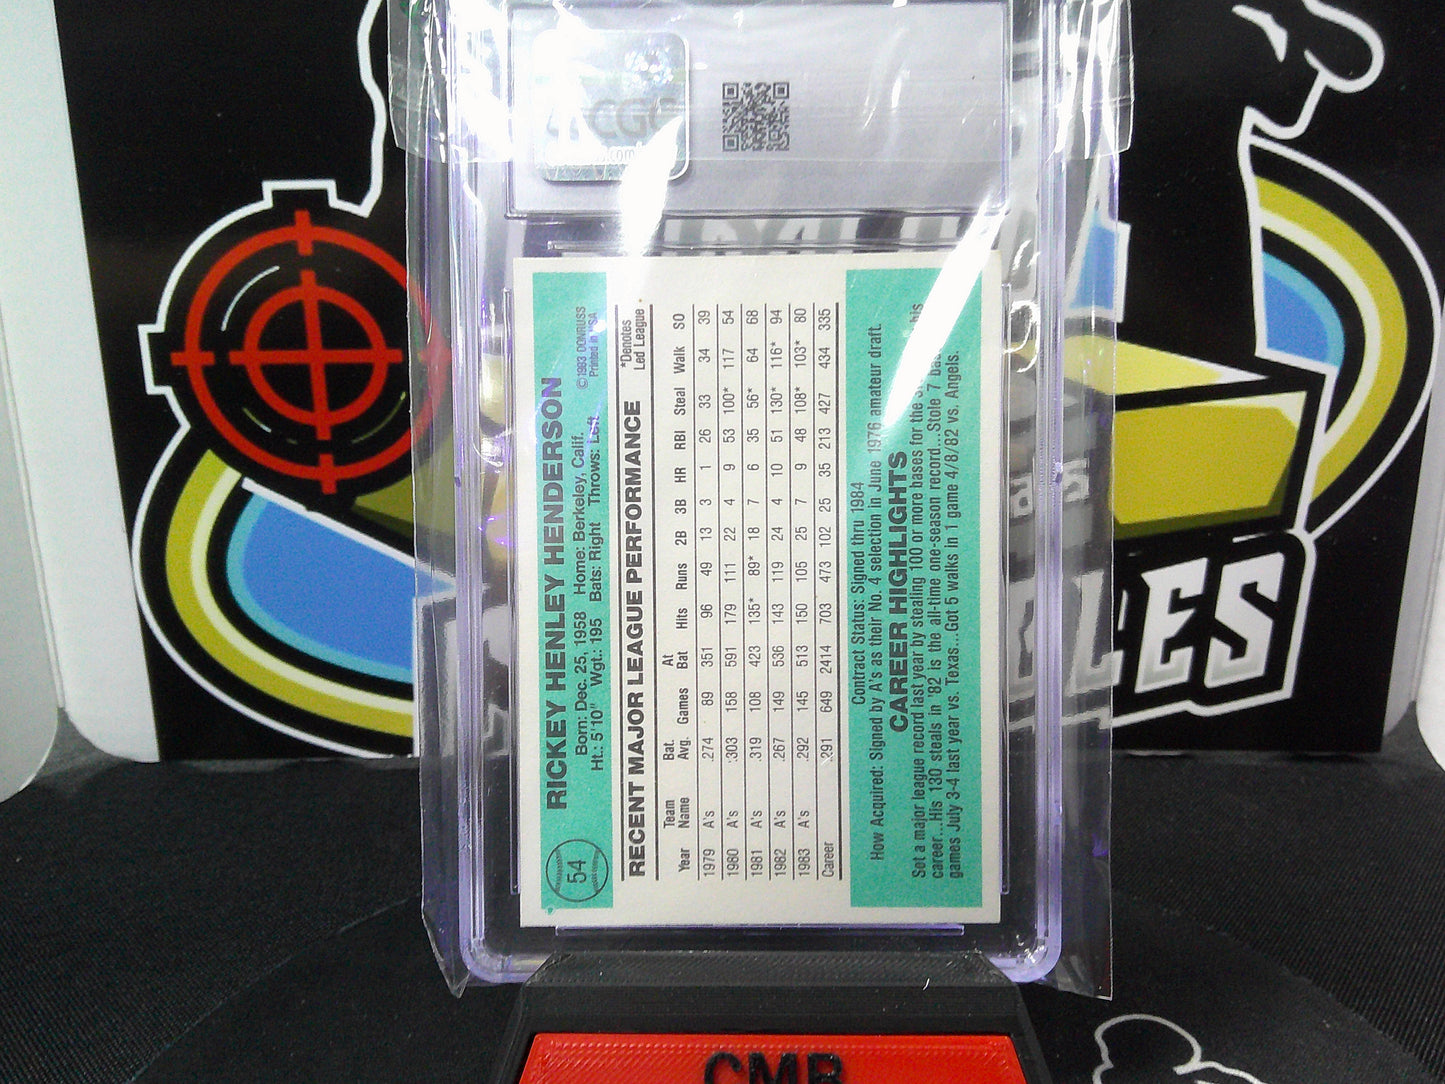 CGC
.com
54
RICKEY HENLEY HENDERSON
Born: Dec. 25, 1958 Home: Berkeley, Calif.
Ht.: 5'10" Wgt.: 195 Bats: Right Throws: Left
©1983 DONRUSS
Printed in USA
RECENT MAJOR LEAGUE PERFORMANCE
*Denotes
Led League
Year Team Name Bat. Avg. Games At Bat Hits Runs 2B 3B HR RBI Steal Walk SO
1979 A's .274 89 351 96 49 13 3 1 26 33 34 39
1980 A's .303 158 591 179 111 22 4 9 53 100* 117 54
1981 A's .319 108 423 135* 89* 18 7 6 35 56* 64 68
1982 A's .267 149 536 143 119 24 4 10 51 130* 116* 94
1983 A's .292 145 513 150 105 25 7 9 48 108* 103* 80
Career .291 649 2414 703 473 102 25 35 213 427 434 335
Contract Status: Signed thru 1984
How Acquired: Signed by A's as their No. 4 selection in June 1976 amateur draft.
CAREER HIGHLIGHTS
Set a major league record last year by stealing 100 or more bases for the his
career...His 130 steals in '82 is the all-time one-season record...Stole 7
games July 3-4 last year vs. Texas...Got 5 walks in 1 game 4/8/82 vs. Angels.
CMR